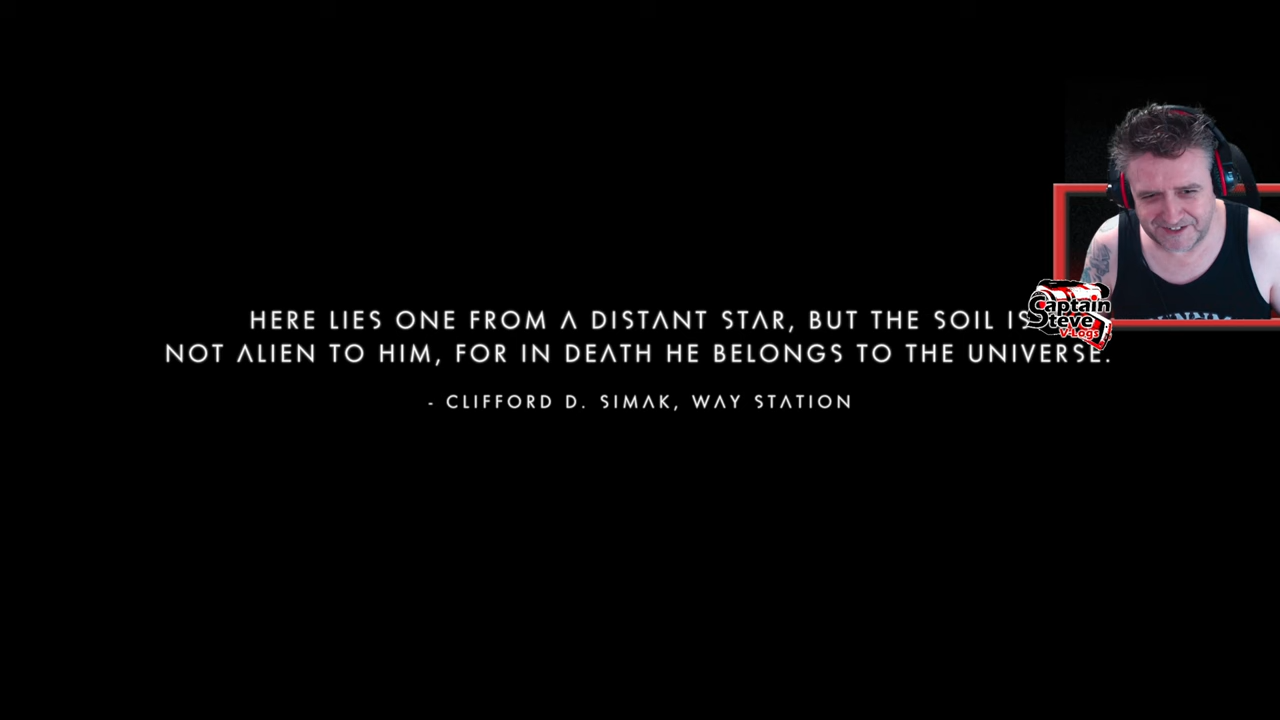 HERE LIES ONE FROM A DISTANT STAR, BUT THE SOIL IS
NOT ALIEN TO HIM, FOR IN DEATH HE BELONGS TO THE UNIVERSE.
- CLIFFORD D. SIMAK, WAY STATION
Captain
Steve
V-Logs